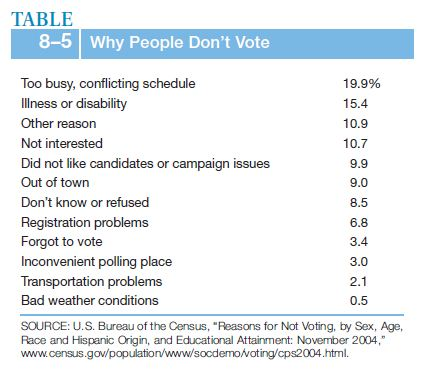 TABLE
8–5 Why People Don't Vote
Too busy, conflicting schedule 19.9%
Illness or disability 15.4
Other reason 10.9
Not interested 10.7
Did not like candidates or campaign issues 9.9
Out of town 9.0
Don't know or refused 8.5
Registration problems 6.8
Forgot to vote 3.4
Inconvenient polling place 3.0
Transportation problems 2.1
Bad weather conditions 0.5
SOURCE: U.S. Bureau of the Census, "Reasons for Not Voting, by Sex, Age,
Race and Hispanic Origin, and Educational Attainment: November 2004,"
www.census.gov/population/www/socdemo/voting/cps2004.html.